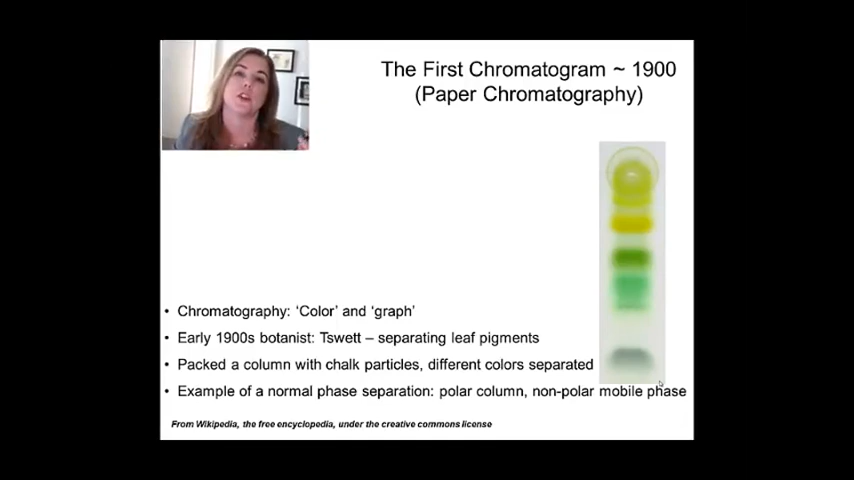 The First Chromatogram ~ 1900
(Paper Chromatography)
• Chromatography: 'Color' and 'graph'
• Early 1900s botanist: Tswett – separating leaf pigments
• Packed a column with chalk particles, different colors separated
• Example of a normal phase separation: polar column, non-polar mobile phase
From Wikipedia, the free encyclopedia, under the creative commons license